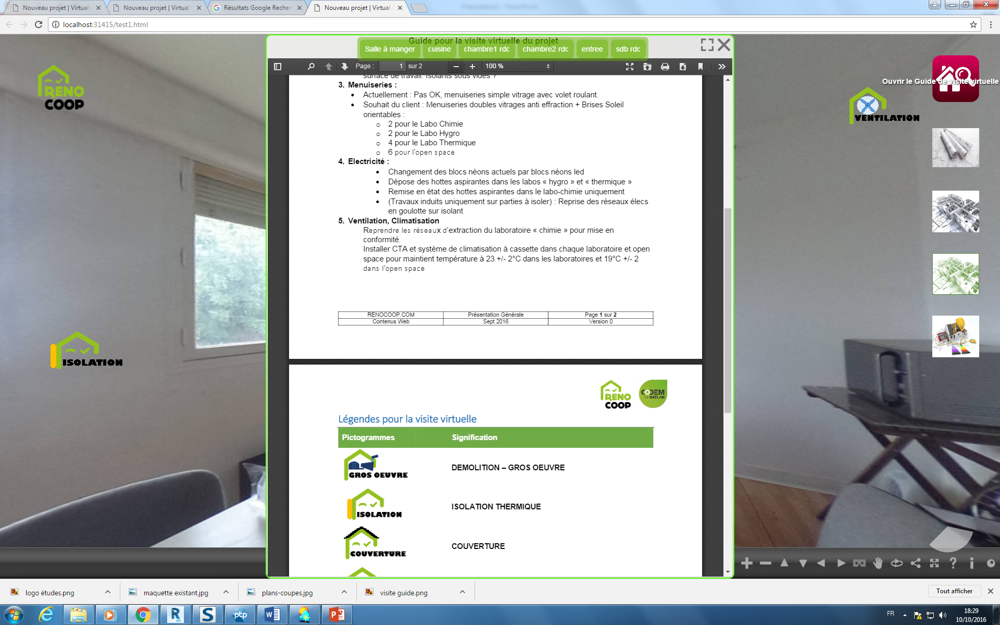 Nouveau projet | Virtual
Nouveau projet | Virtual
Résultats Google Recher
Nouveau projet | Virtual
localhost:31415/test1.html
Guide pour la visite virtuelle du projet
Salle à manger
cuisine
chambre1 rdc
chambre2 rdc
entree
sdb rdc
Page :
1
sur 2
100 %
surface de travail. Isolants sous vides ?
3. Menuiseries :
• Actuellement : Pas OK, menuiseries simple vitrage avec volet roulant.
• Souhait du client : Menuiseries doubles vitrages anti effraction + Brises Soleil
orientables :
o 2 pour le Labo Chimie
o 2 pour le Labo Hygro
o 4 pour le Labo Thermique
o 6 pour l'open space
4. Electricité :
• Changement des blocs néons actuels par blocs néons led
• Dépose des hottes aspirantes dans les labos « hygro » et « thermique »
• Remise en état des hottes aspirantes dans le labo-chimie uniquement
• (Travaux induits uniquement sur parties à isoler) : Reprise des réseaux élecs
en goulotte sur isolant
5. Ventilation, Climatisation
Reprendre les réseaux d'extraction du laboratoire « chimie » pour mise en
conformité.
Installer CTA et système de climatisation à cassette dans chaque laboratoire et open
space pour maintient température à 23 +/- 2°C dans les laboratoires et 19°C +/- 2
dans l'open space
RENOCOOP.COM
Présentation Générale
Page 1 sur 2
Contenus Web
Sept 2016
Version 0
RENO
COOP
CODEM
LE BATLAB
Légendes pour la visite virtuelle
Pictogrammes
Signification
GROS OEUVRE
DEMOLITION – GROS OEUVRE
ISOLATION
ISOLATION THERMIQUE
COUVERTURE
COUVERTURE
RENO
COOP
ISOLATION
Ouvrir le Guide de visite virtuelle
VENTILATION
logo études.png
maquette existant.jpg
plans-coupes.jpg
visite guide.png
Tout afficher
R
360
S
ptp
W
P
FR
18:29
10/10/2016